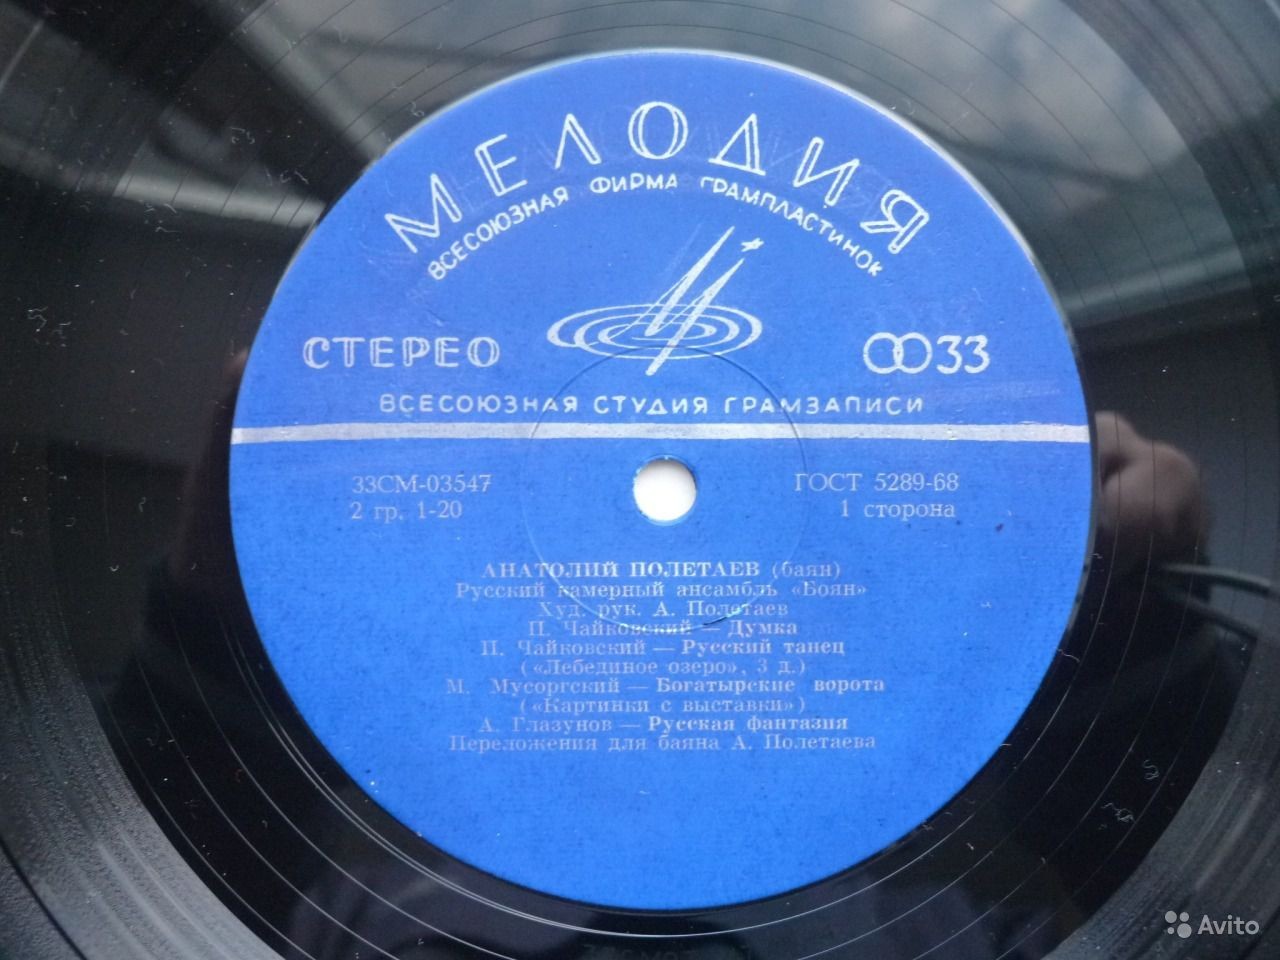 МЕЛОДИЯ
ВСЕСОЮЗНАЯ ФИРМА ГРАМПЛАСТИНОК
СТЕРЕО 33
ВСЕСОЮЗНАЯ СТУДИЯ ГРАМЗАПИСИ
33СМ-03547 ГОСТ 5289-68
2 гр. 1-20 1 сторона
АНАТОЛИЙ ПОЛЕТАЕВ (баян)
Русский камерный ансамбль «Боян»
Худ. рук. А. Полетаев
П. Чайковский — Думка
П. Чайковский — Русский танец
(«Лебединое озеро», 3 д.)
М. Мусоргский — Богатырские ворота
(«Картинки с выставки»)
А. Глазунов — Русская фантазия
Переложения для баяна А. Полетаева
Avito